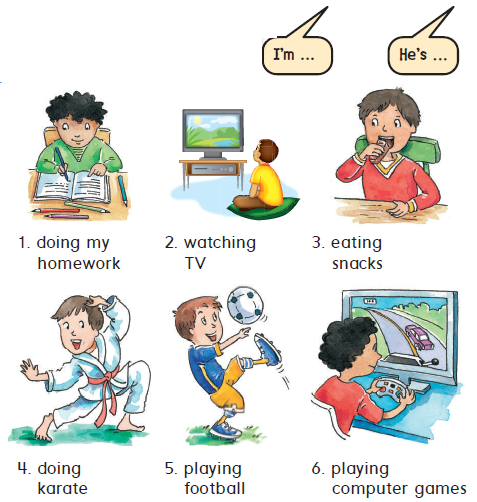 I'm ...
He's ...
1. doing my
homework
2. watching
TV
3. eating
snacks
4. doing
karate
5. playing
football
6. playing
computer games